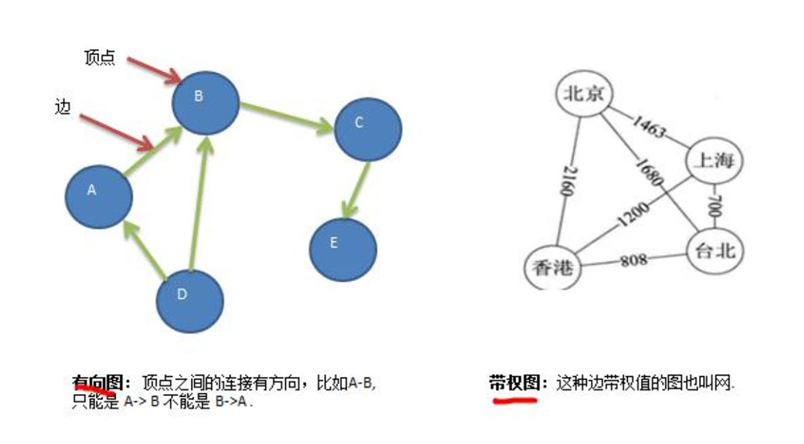 顶点
边
B
C
A
E
D
北京
1463
上海
1680
2160
700
1200
香港
808
台北
有向图：顶点之间的连接有方向，比如A-B,
只能是 A-> B 不能是 B->A .
带权图：这种边带权值的图也叫网.